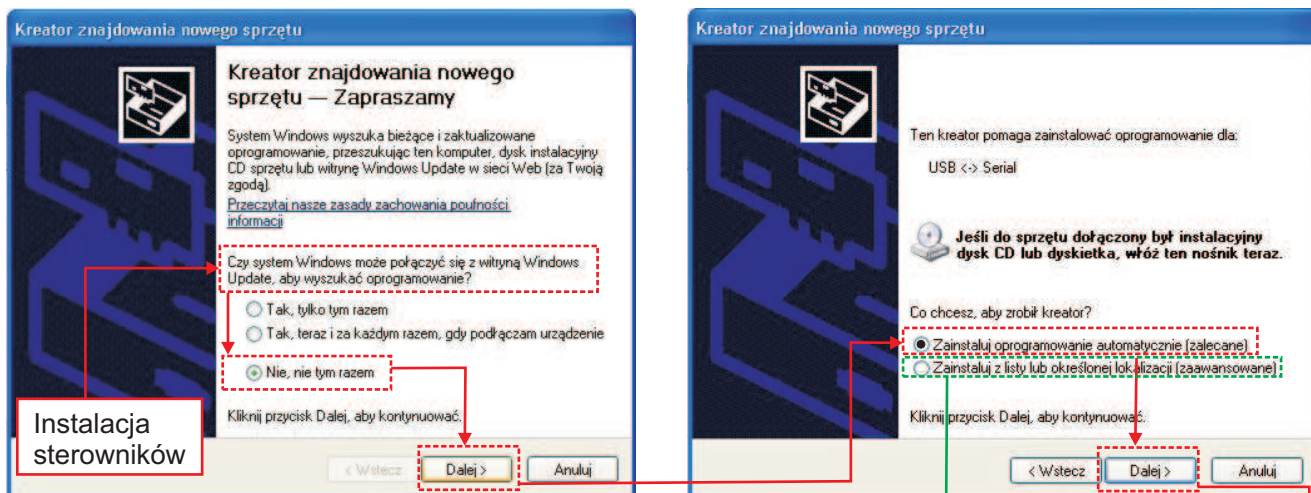 Kreator znajdowania nowego sprzętu
Kreator znajdowania nowego
sprzętu — Zapraszamy
System Windows wyszuka bieżące i zaktualizowane
oprogramowanie, przeszukując ten komputer, dysk instalacyjny
CD sprzętu lub witrynę Windows Update w sieci Web (za Twoją
zgodą).
Przeczytaj nasze zasady zachowania poufności
informacji
Czy system Windows może połączyć się z witryną Windows
Update, aby wyszukać oprogramowanie?
Tak, tylko tym razem
Tak, teraz i za każdym razem, gdy podłączam urządzenie
Nie, nie tym razem
Kliknij przycisk Dalej, aby kontynuować.
Instalacja
sterowników
< Wstecz Dalej > Anuluj
Kreator znajdowania nowego sprzętu
Ten kreator pomaga zainstalować oprogramowanie dla:
USB <-> Serial
Jeśli do sprzętu dołączony był instalacyjny
dysk CD lub dyskietka, włóż ten nośnik teraz.
Co chcesz, aby zrobił kreator?
Zainstaluj oprogramowanie automatycznie (zalecane)
Zainstaluj z listy lub określonej lokalizacji (zaawansowane)
Kliknij przycisk Dalej, aby kontynuować.
< Wstecz Dalej > Anuluj